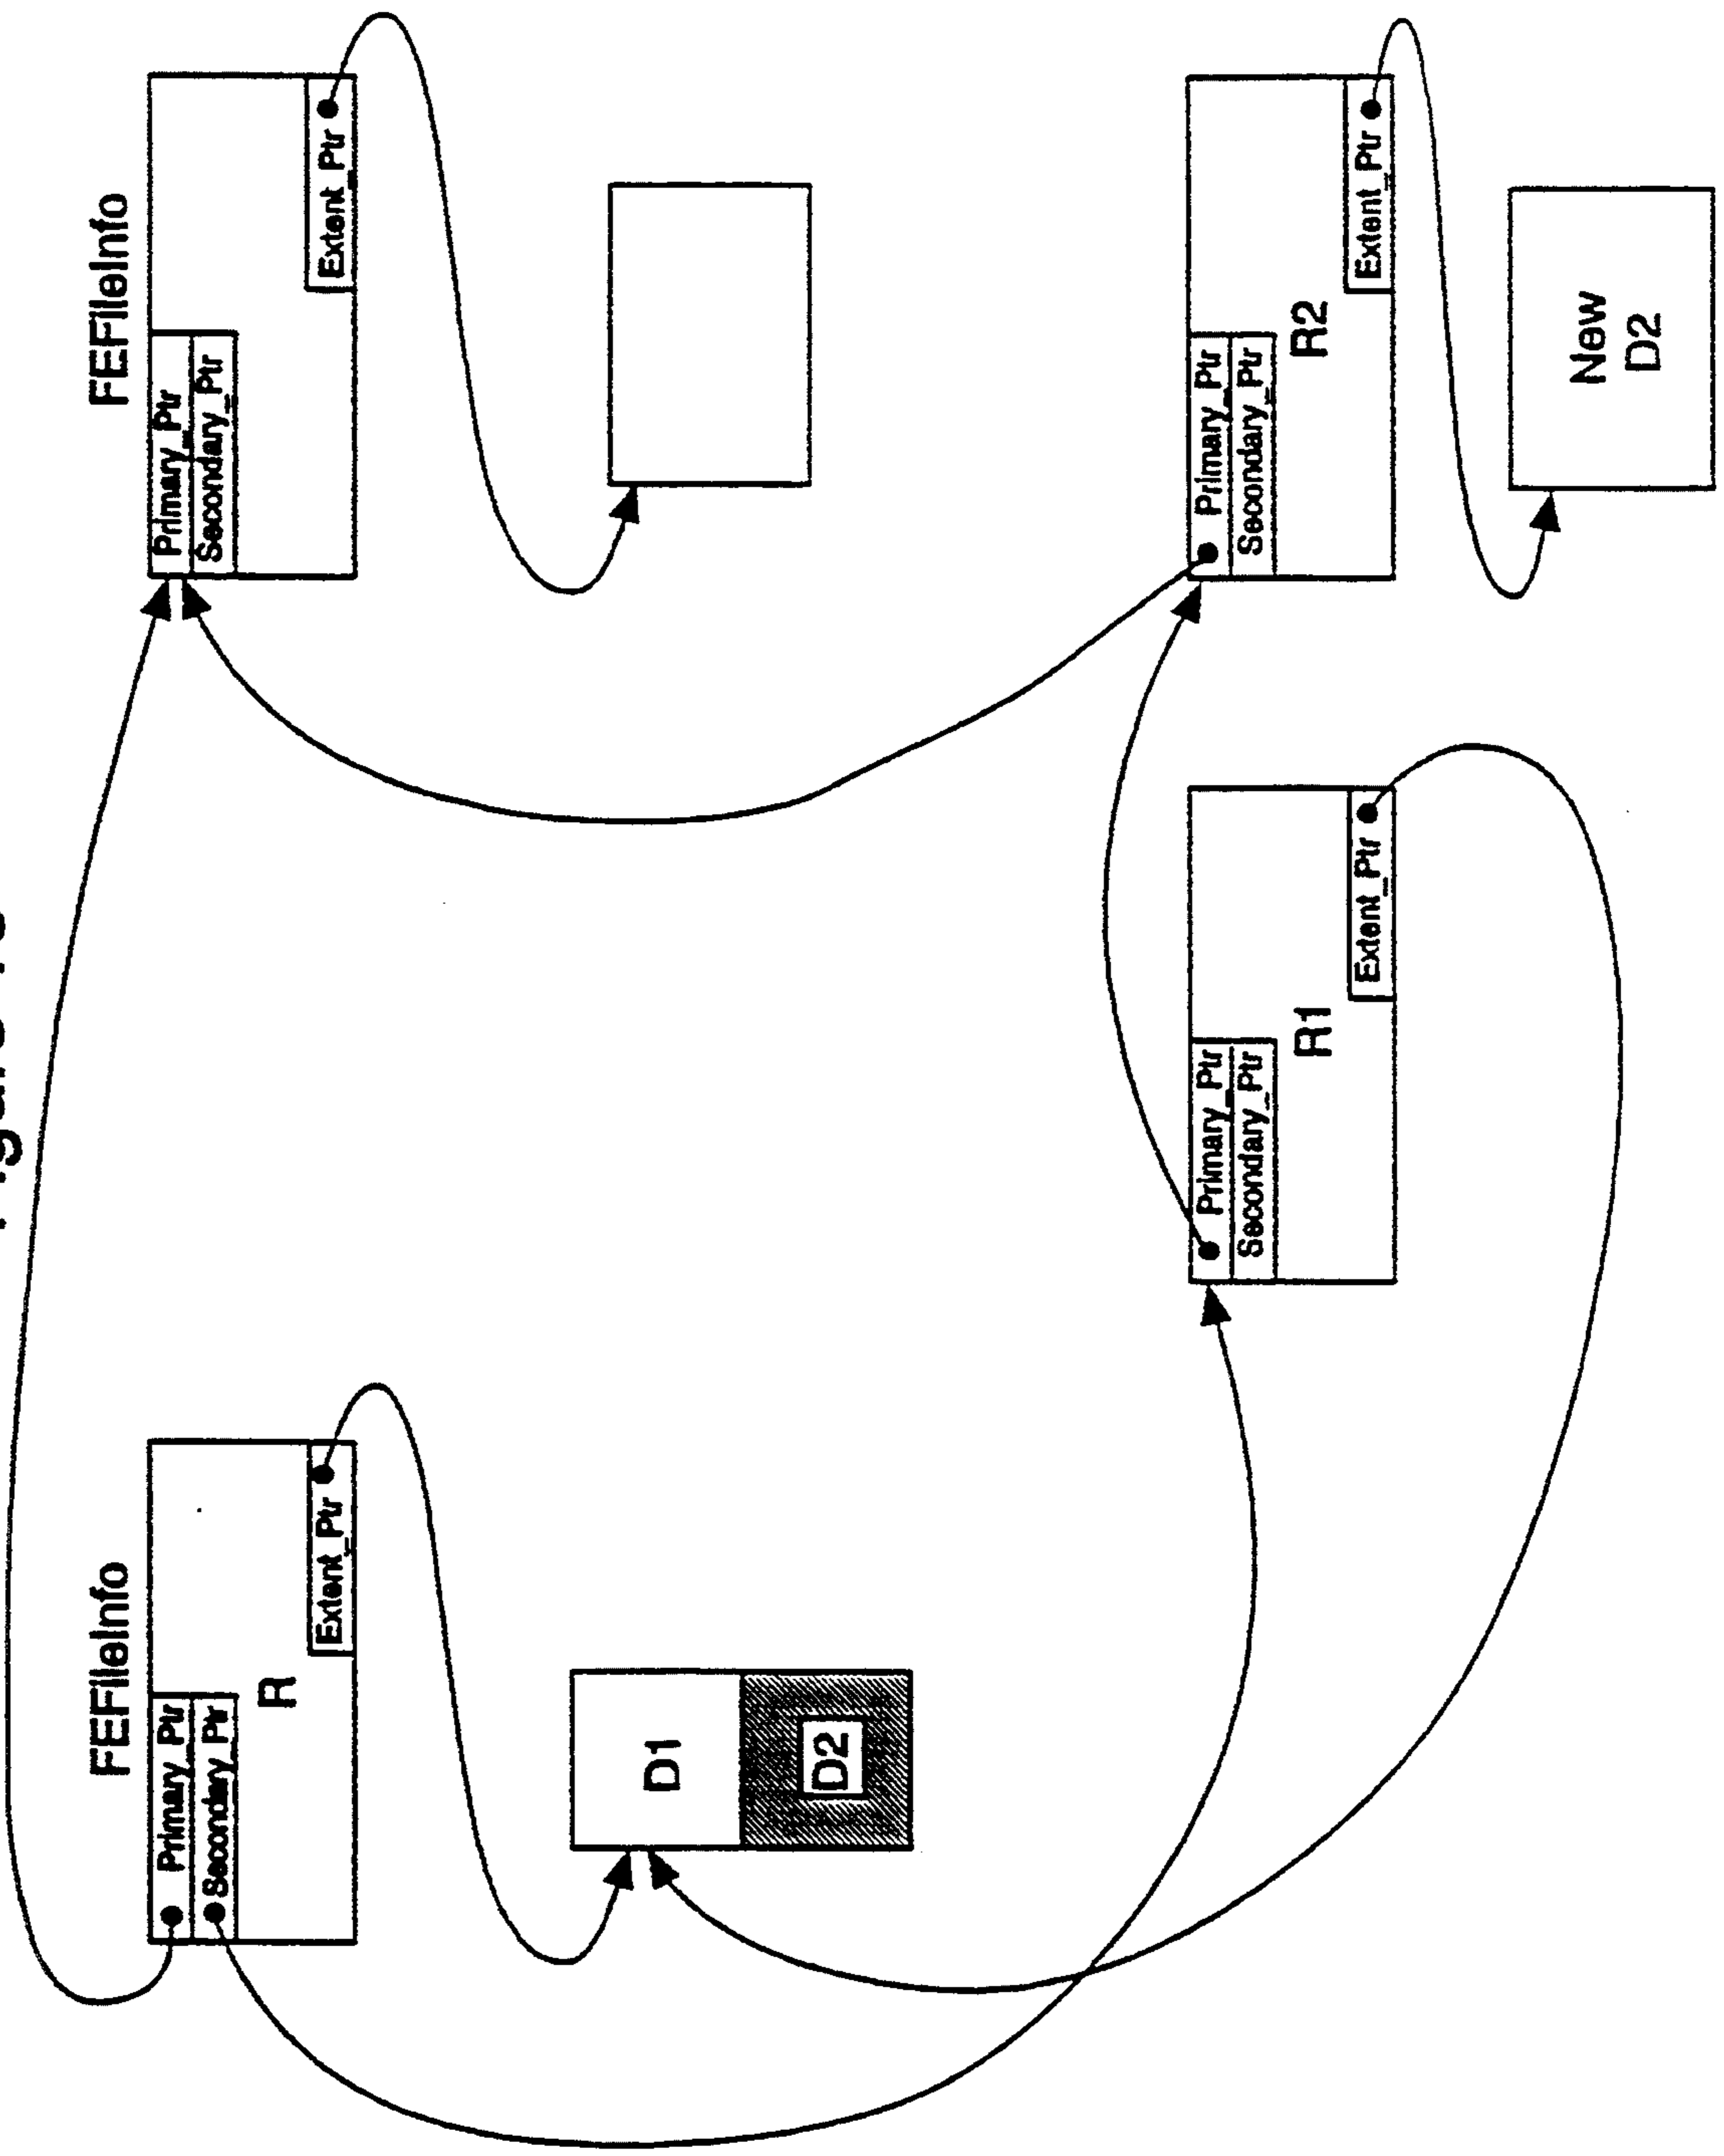 FEFileInfo
Primary_Ptr
Secondary_Ptr
R
Extent_Ptr
FEFileInfo
Primary_Ptr
Secondary_Ptr
Extent_Ptr
D1
D2
Primary_Ptr
Secondary_Ptr
R1
Extent_Ptr
Primary_Ptr
Secondary_Ptr
R2
Extent_Ptr
New
D2